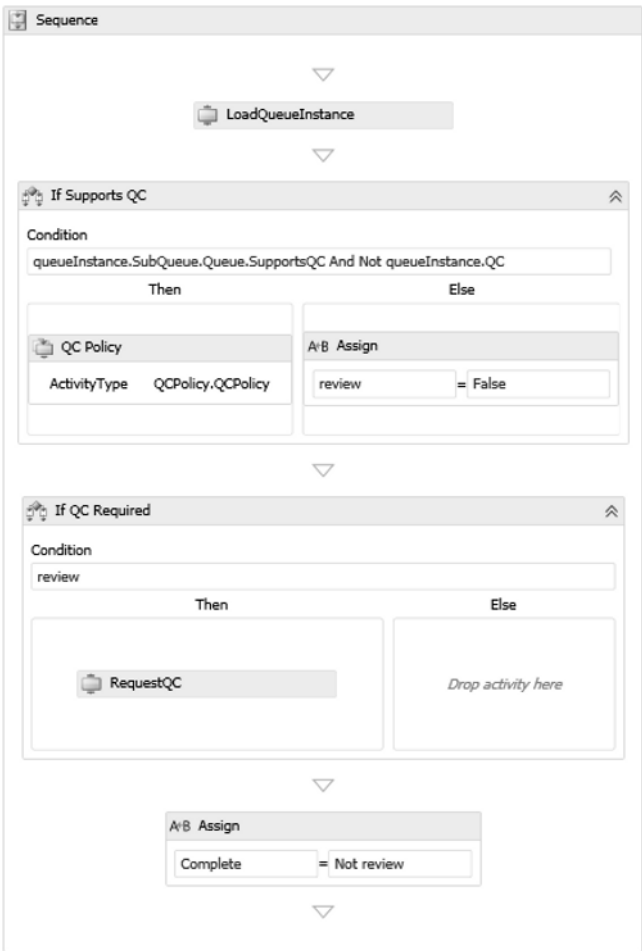 Sequence
LoadQueueInstance
If Supports QC
Condition
queueInstance.SubQueue.Queue.SupportsQC And Not queueInstance.QC
Then Else
QC Policy
ActivityType QCPolicy.QCPolicy
A+B Assign
review = False
If QC Required
Condition
review
Then Else
RequestQC
Drop activity here
A+B Assign
Complete = Not review